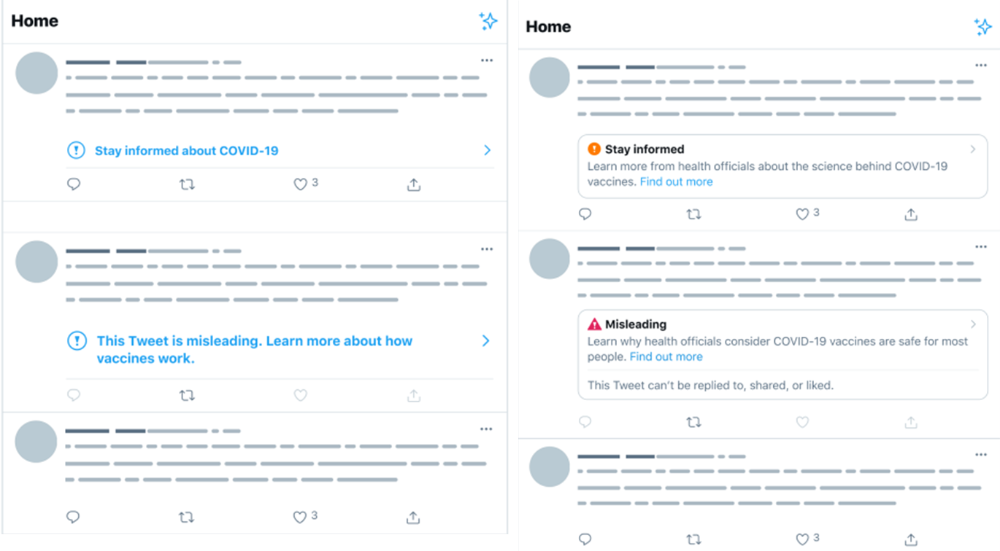 Home
Stay informed about COVID-19
3
This Tweet is misleading. Learn more about how
vaccines work.
3
Home
Stay informed
Learn more from health officials about the science behind COVID-19
vaccines. Find out more
3
Misleading
Learn why health officials consider COVID-19 vaccines are safe for most
people. Find out more
This Tweet can’t be replied to, shared, or liked.
3